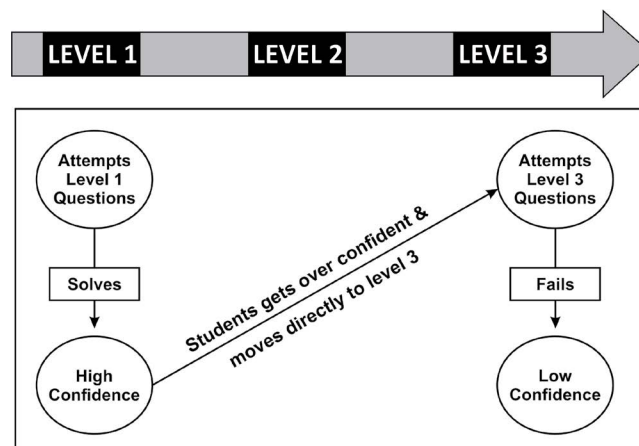 LEVEL 1
LEVEL 2
LEVEL 3
Attempts
Level 1
Questions
Solves
High
Confidence
Students gets over confident &
moves directly to level 3
Attempts
Level 3
Questions
Fails
Low
Confidence